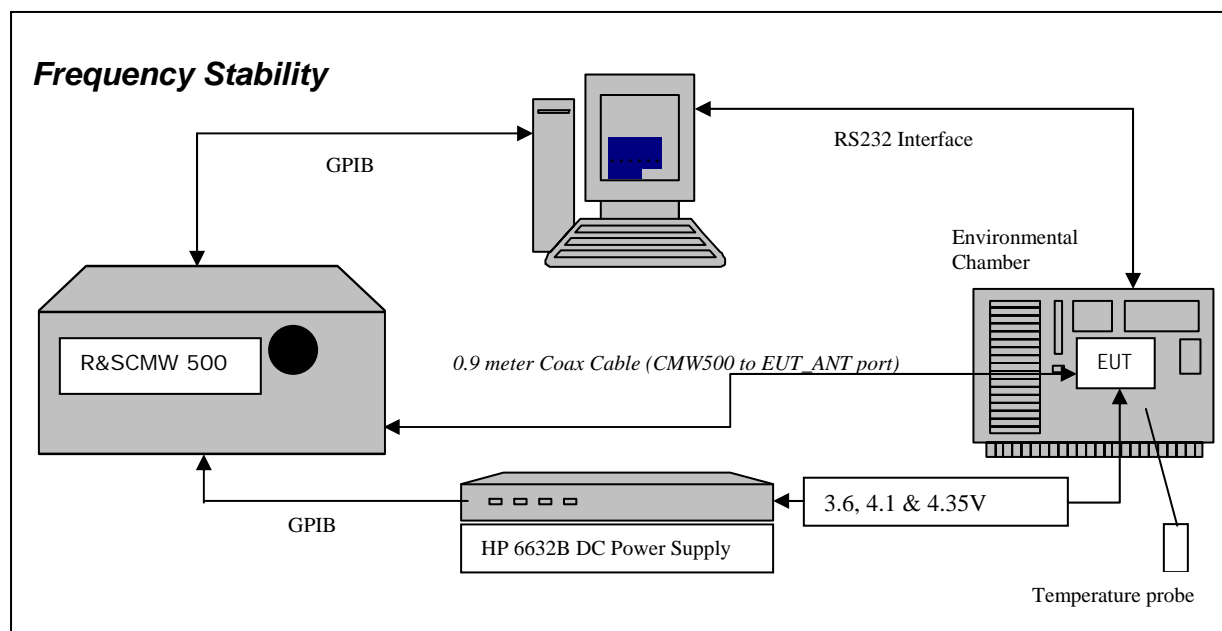 Frequency Stability
GPIB
RS232 Interface
Environmental
Chamber
R&SCMW 500
0.9 meter Coax Cable (CMW500 to EUT_ANT port)
EUT
GPIB
3.6, 4.1 & 4.35V
HP 6632B DC Power Supply
Temperature probe